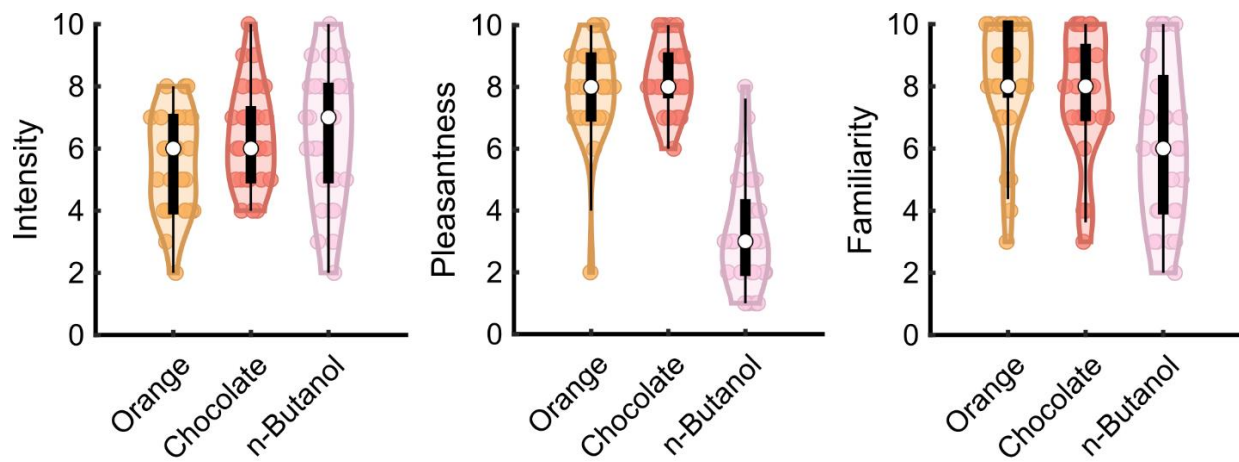 Intensity
10
8
6
4
2
0
Orange
Chocolate
n-Butanol
Pleasantness
10
8
6
4
2
0
Orange
Chocolate
n-Butanol
Familiarity
10
8
6
4
2
0
Orange
Chocolate
n-Butanol